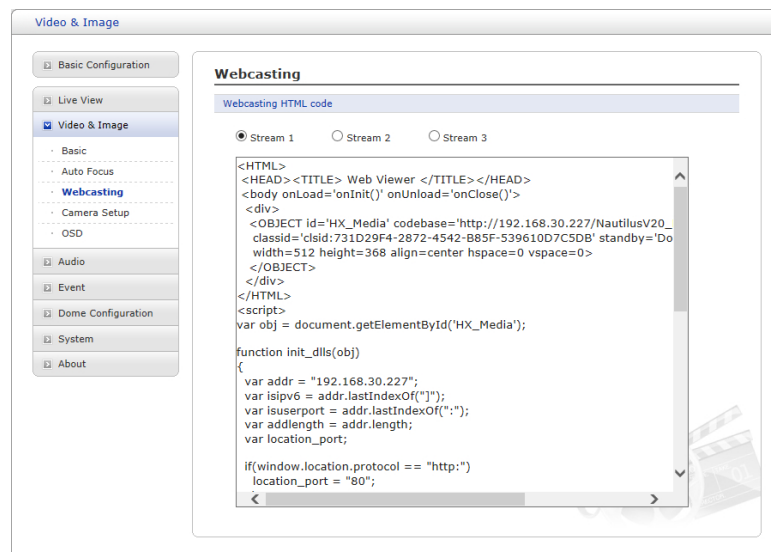 Video & Image
Basic Configuration
Live View
Video & Image
Basic
Auto Focus
Webcasting
Camera Setup
OSD
Audio
Event
Dome Configuration
System
About
Webcasting
Webcasting HTML code
Stream 1 Stream 2 Stream 3
<HTML>
<HEAD><TITLE> Web Viewer </TITLE></HEAD>
<body onLoad='onInit()' onUnload='onClose()'>
<div>
<OBJECT id='HX_Media' codebase='http://192.168.30.227/NautilusV20_
classid='clsid:731D29F4-2872-4542-B85F-539610D7C5DB' standby='Do
width=512 height=368 align=center hspace=0 vspace=0>
</OBJECT>
</div>
</HTML>
<script>
var obj = document.getElementById('HX_Media');
function init_dlls(obj)
{
var addr = "192.168.30.227";
var isipv6 = addr.lastIndexOf("]");
var isuserport = addr.lastIndexOf(":");
var addlength = addr.length;
var location_port;
if(window.location.protocol == "http:")
location_port = "80";